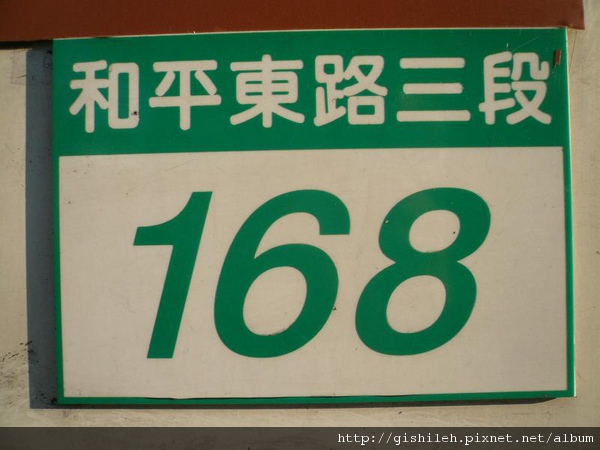 和平東路三段
168
http://gishileh.pixnet.net/album